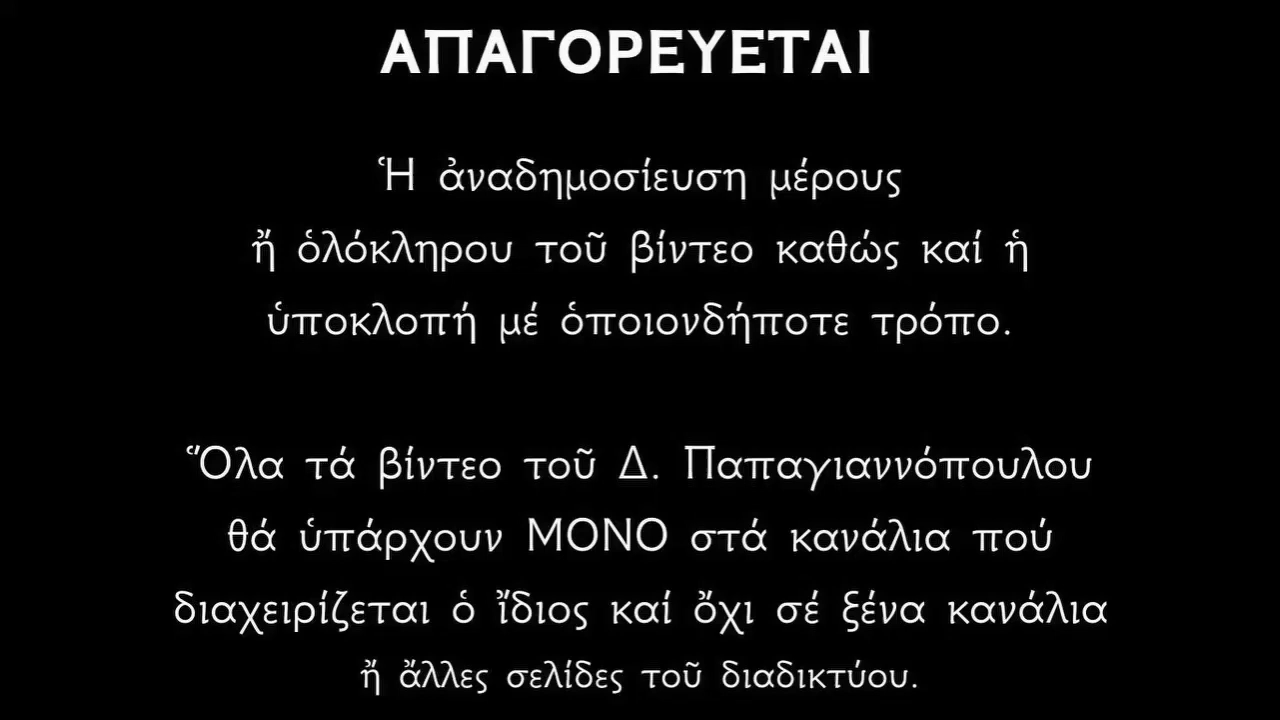 ΑΠΑΓΟΡΕΥΕΤΑΙ
Ἡ ἀναδημοσίευση μέρους
ἤ ὁλόκληρου τοῦ βίντεο καθώς καί ἡ
ὑποκλοπή μέ ὁποιονδήποτε τρόπο.
Ὅλα τά βίντεο τοῦ Δ. Παπαγιαννόπουλου
θά ὑπάρχουν ΜΟΝΟ στά κανάλια πού
διαχειρίζεται ὁ ἴδιος καί ὄχι σέ ξένα κανάλια
ἤ ἄλλες σελίδες τοῦ διαδικτύου.